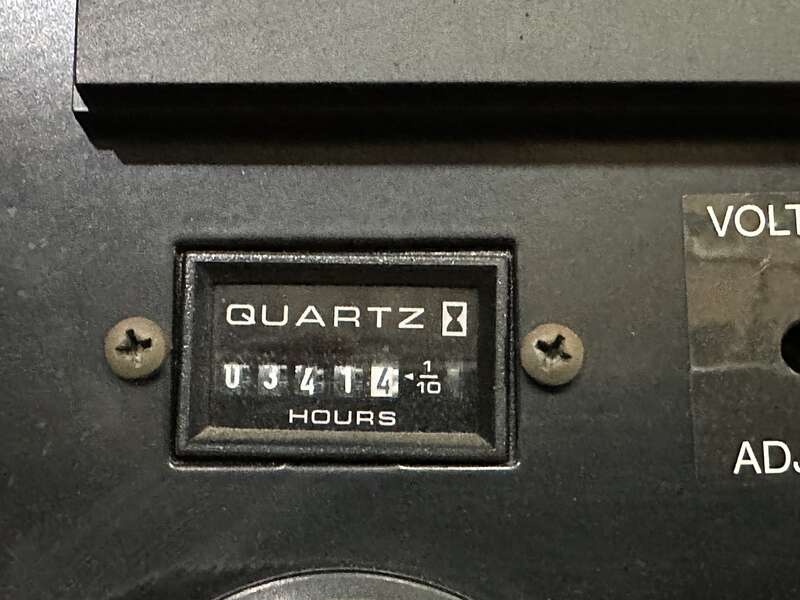 VOLT
QUARTZ
03414 1/10
HOURS
ADJ